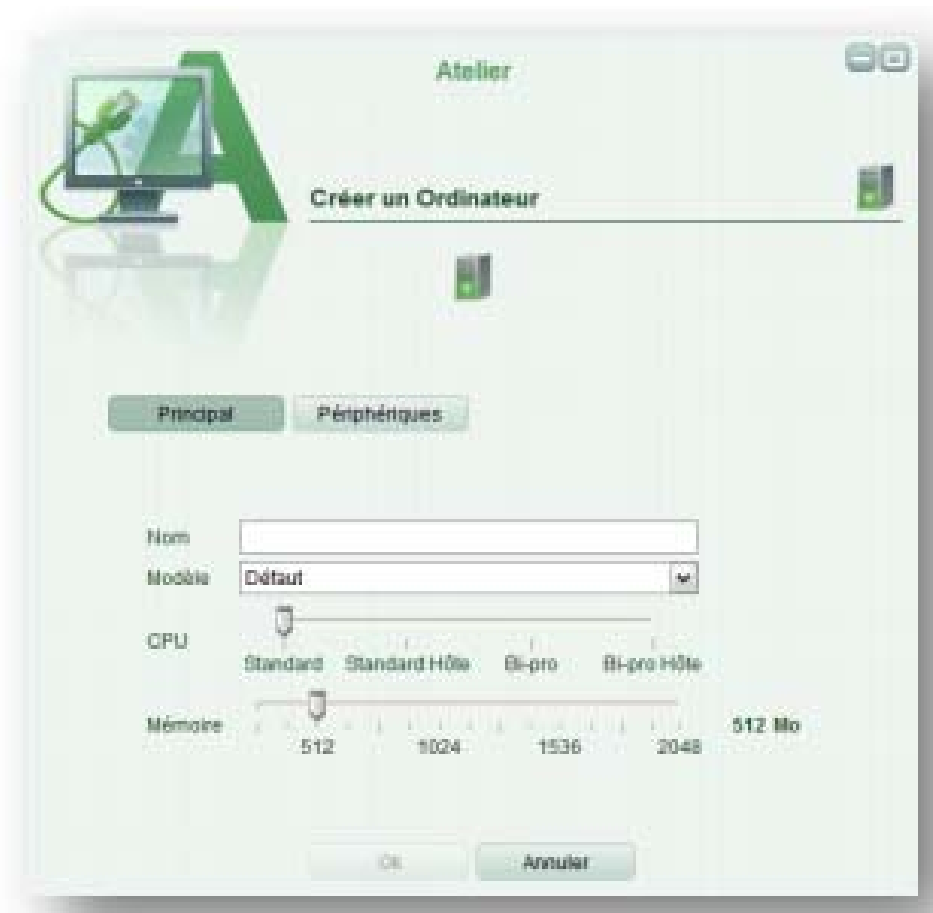 A
Atelier
Créer un Ordinateur
Principal Périphériques
Nom
Modèle Défaut
CPU
Standard Standard Hôte Bi-pro Bi-pro Hôte
Mémoire 512 Mo
512 1024 1536 2048
Ok Annuler